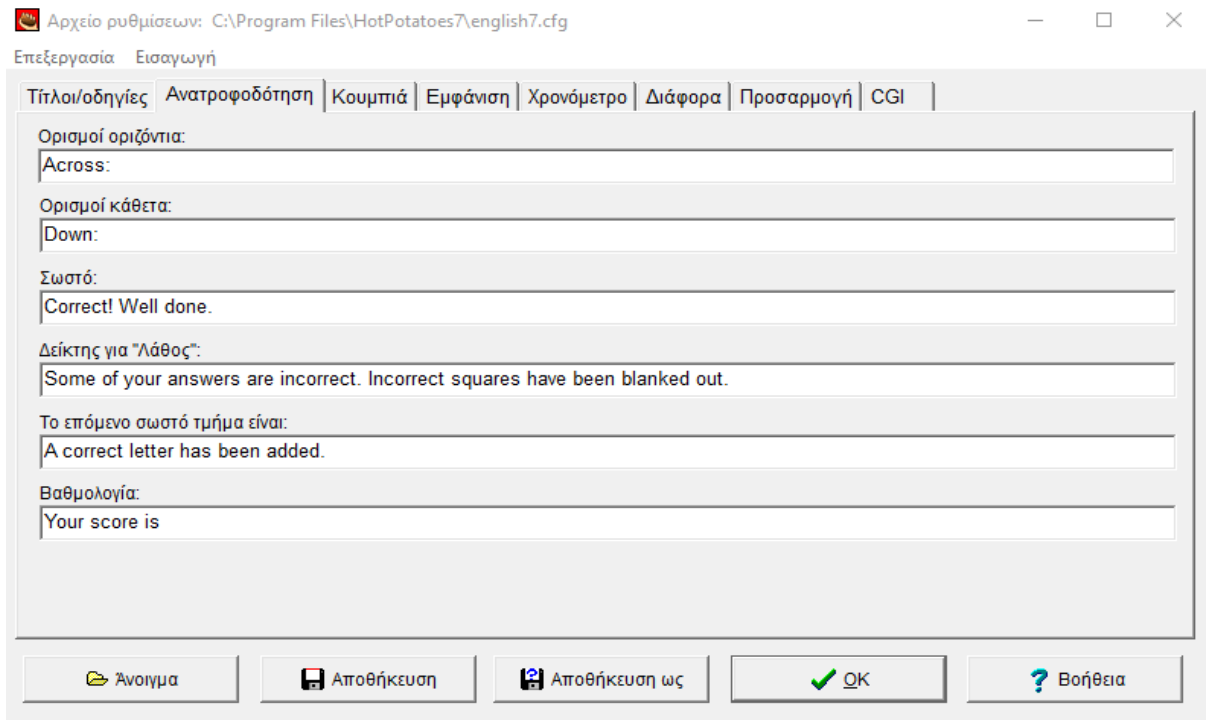 Αρχείο ρυθμίσεων: C:\Program Files\HotPotatoes7\english7.cfg
Επεξεργασία Εισαγωγή
Τίτλοι/οδηγίες Ανατροφοδότηση Κουμπιά Εμφάνιση Χρονόμετρο Διάφορα Προσαρμογή CGI
Ορισμοί οριζόντια:
Across:
Ορισμοί κάθετα:
Down:
Σωστό:
Correct! Well done.
Δείκτης για "Λάθος":
Some of your answers are incorrect. Incorrect squares have been blanked out.
Το επόμενο σωστό τμήμα είναι:
A correct letter has been added.
Βαθμολογία:
Your score is
Άνοιγμα Αποθήκευση Αποθήκευση ως OK Βοήθεια